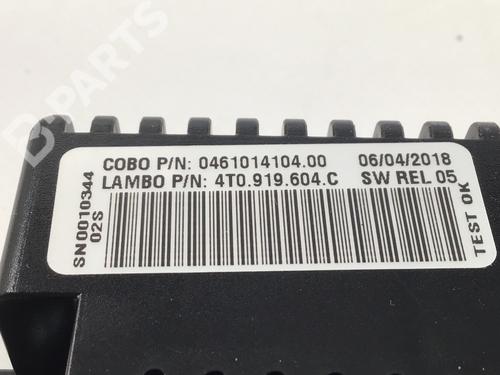 B-PARTS
COBO P/N: 0461014104.00 06/04/2018
LAMBO P/N: 4T0.919.604.C SW REL 05
SN0010344
02S
TEST OK